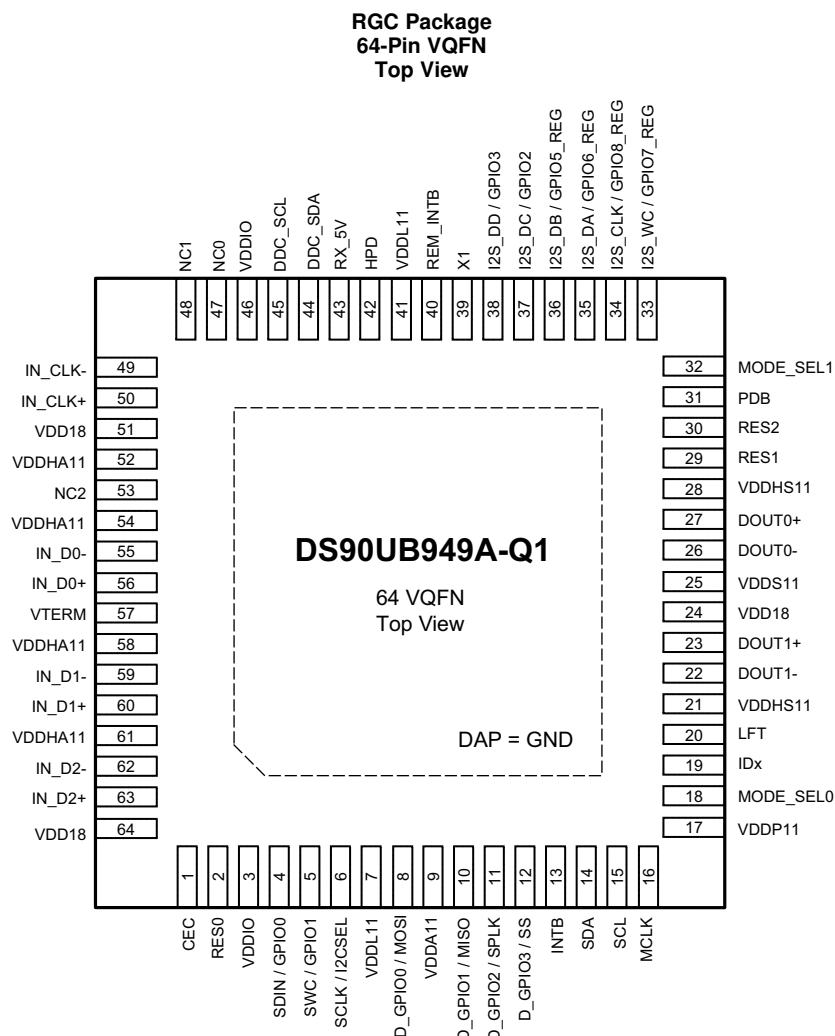 RGC Package
64-Pin VQFN
Top View
NC1
NC0
VDDIO
DDC_SCL
DDC_SDA
RX_5V
HPD
VDDL11
REM_INTB
X1
I2S_DD / GPIO3
I2S_DC / GPIO2
I2S_DB / GPIO5_REG
I2S_DA / GPIO6_REG
I2S_CLK / GPIO8_REG
I2S_WC / GPIO7_REG
48
47
46
45
44
43
42
41
40
39
38
37
36
35
34
33
IN_CLK- 49
IN_CLK+ 50
VDD18 51
VDDHA11 52
NC2 53
VDDHA11 54
IN_D0- 55
IN_D0+ 56
VTERM 57
VDDHA11 58
IN_D1- 59
IN_D1+ 60
VDDHA11 61
IN_D2- 62
IN_D2+ 63
VDD18 64
DS90UB949A-Q1
64 VQFN
Top View
DAP = GND
32 MODE_SEL1
31 PDB
30 RES2
29 RES1
28 VDDHS11
27 DOUT0+
26 DOUT0-
25 VDDS11
24 VDD18
23 DOUT1+
22 DOUT1-
21 VDDHS11
20 LFT
19 IDx
18 MODE_SEL0
17 VDDP11
1
2
3
4
5
6
7
8
9
10
11
12
13
14
15
16
CEC
RES0
VDDIO
SDIN / GPIO0
SWC / GPIO1
SCLK / I2CSEL
VDDL11
D_GPIO0 / MOSI
VDDA11
D_GPIO1 / MISO
D_GPIO2 / SPLK
D_GPIO3 / SS
INTB
SDA
SCL
MCLK